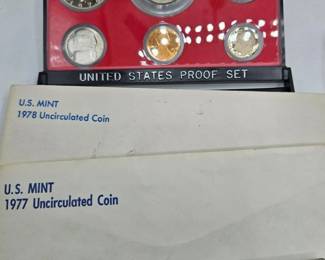 UNITED STATES PROOF SET
U.S. MINT
1978 Uncirculated Coin
U.S. MINT
1977 Uncirculated Coin